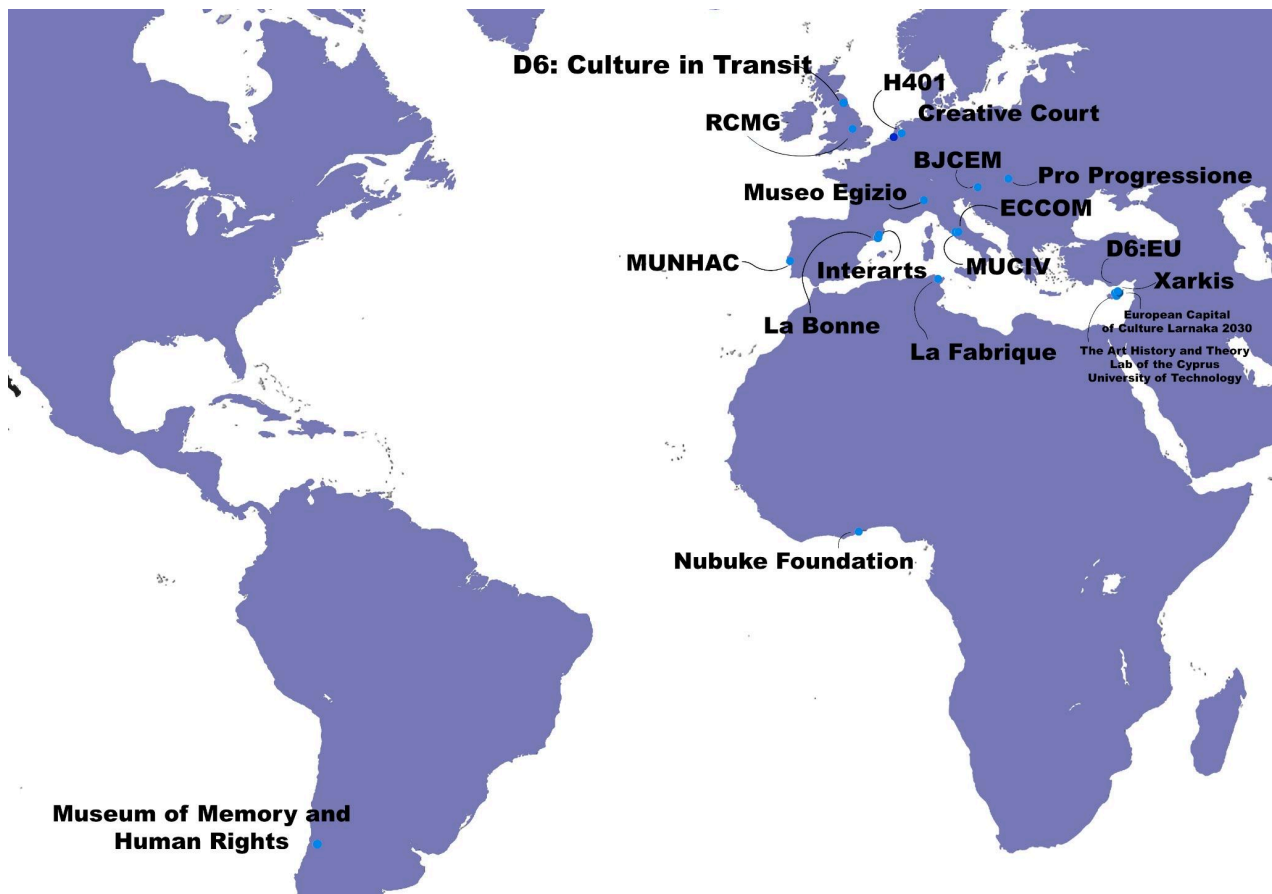 D6: Culture in Transit
H401
Creative Court
RCMG
BJCEM
Pro Progressione
Museo Egizio
ECCOM
D6:EU
MUNHAC
Interarts
MUCIV
Xarkis
La Bonne
European Capital
of Culture Larnaka 2030
La Fabrique
The Art History and Theory
Lab of the Cyprus
University of Technology
Nubuke Foundation
Museum of Memory and
Human Rights